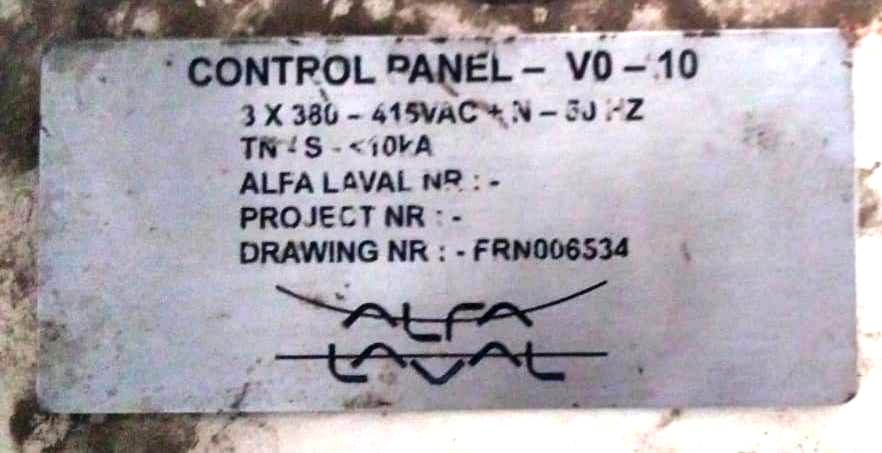 CONTROL PANEL – V0 – 10
3 X 380 – 415VAC + N – 50 HZ
TN - S - <10kA
ALFA LAVAL NR : -
PROJECT NR : -
DRAWING NR : - FRN006534
ALFA
LAVAL